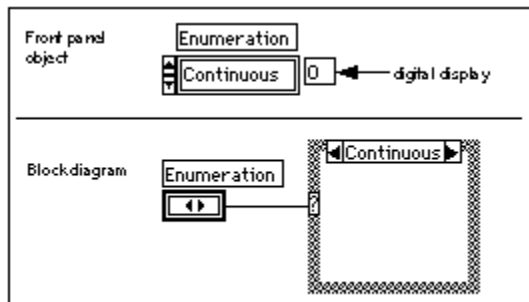 Front panel
object
Enumeration
Continuous
0
digital display
Blockdiagram
Enumeration
Continuous
?